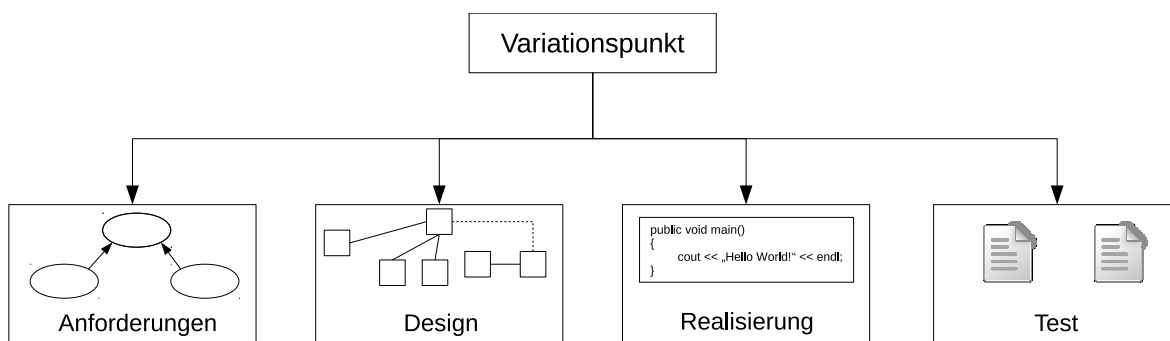 Variationspunkt
Anforderungen
Design
public void main()
{
cout << „Hello World!“ << endl;
}
Realisierung
Test